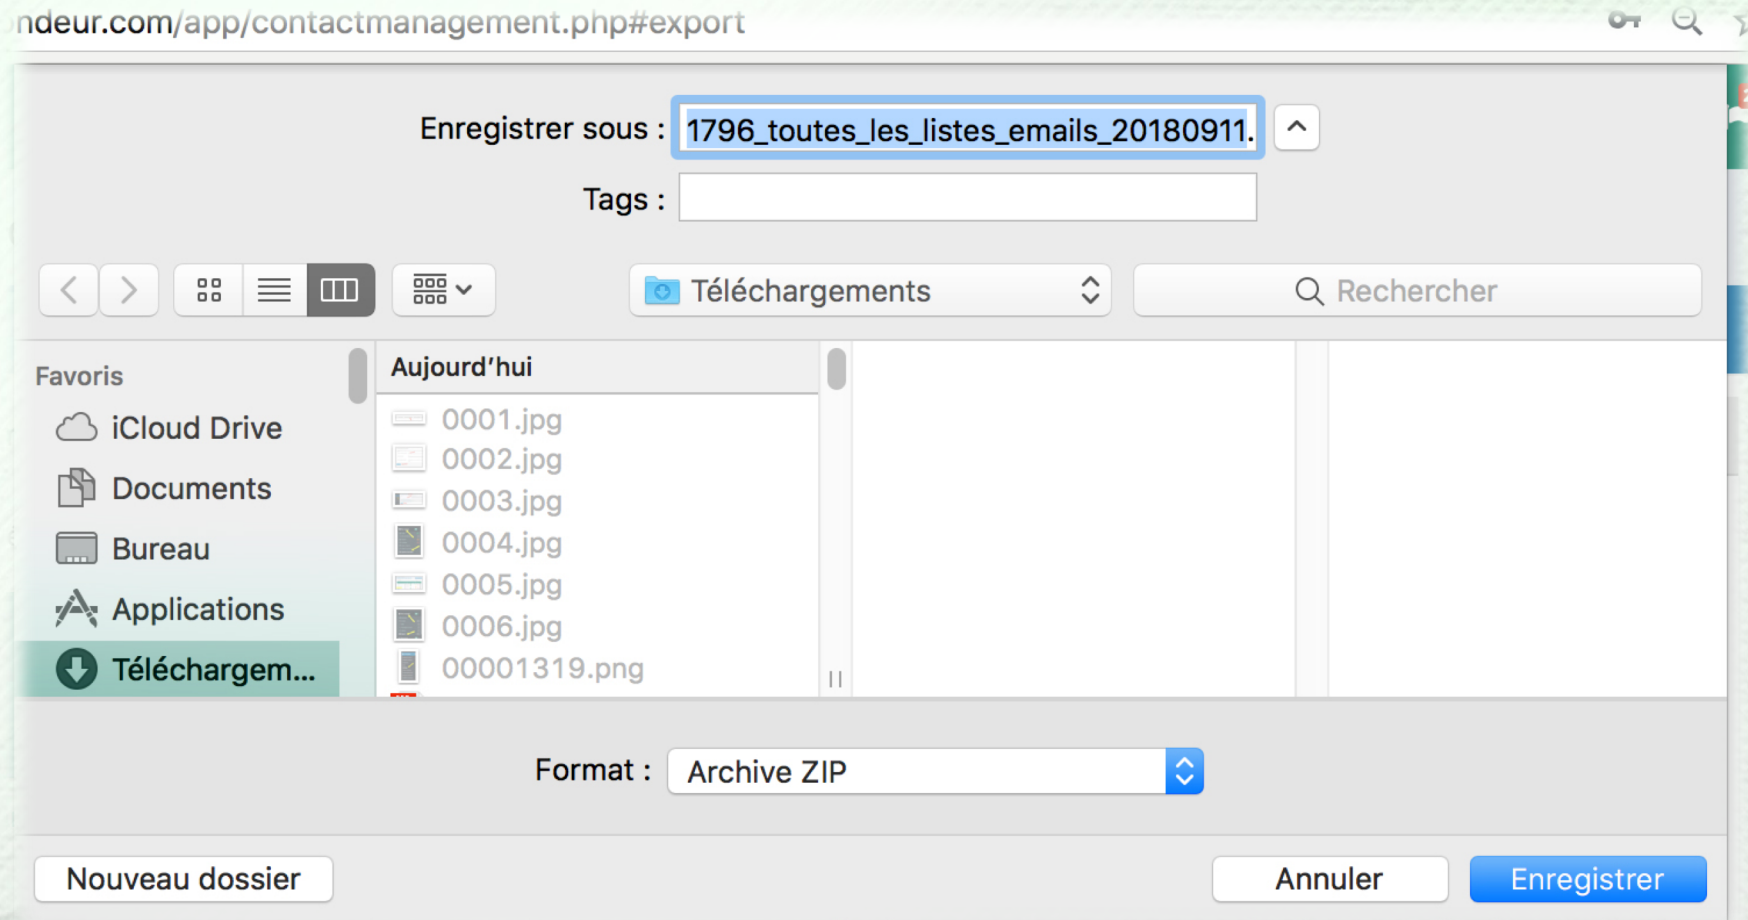 ndeur.com/app/contactmanagement.php#export
Enregistrer sous : 1796_toutes_les_listes_emails_20180911.
Tags :
Téléchargements
Rechercher
Favoris
iCloud Drive
Documents
Bureau
Applications
Téléchargem...
Aujourd’hui
0001.jpg
0002.jpg
0003.jpg
0004.jpg
0005.jpg
0006.jpg
00001319.png
Format : Archive ZIP
Nouveau dossier
Annuler
Enregistrer